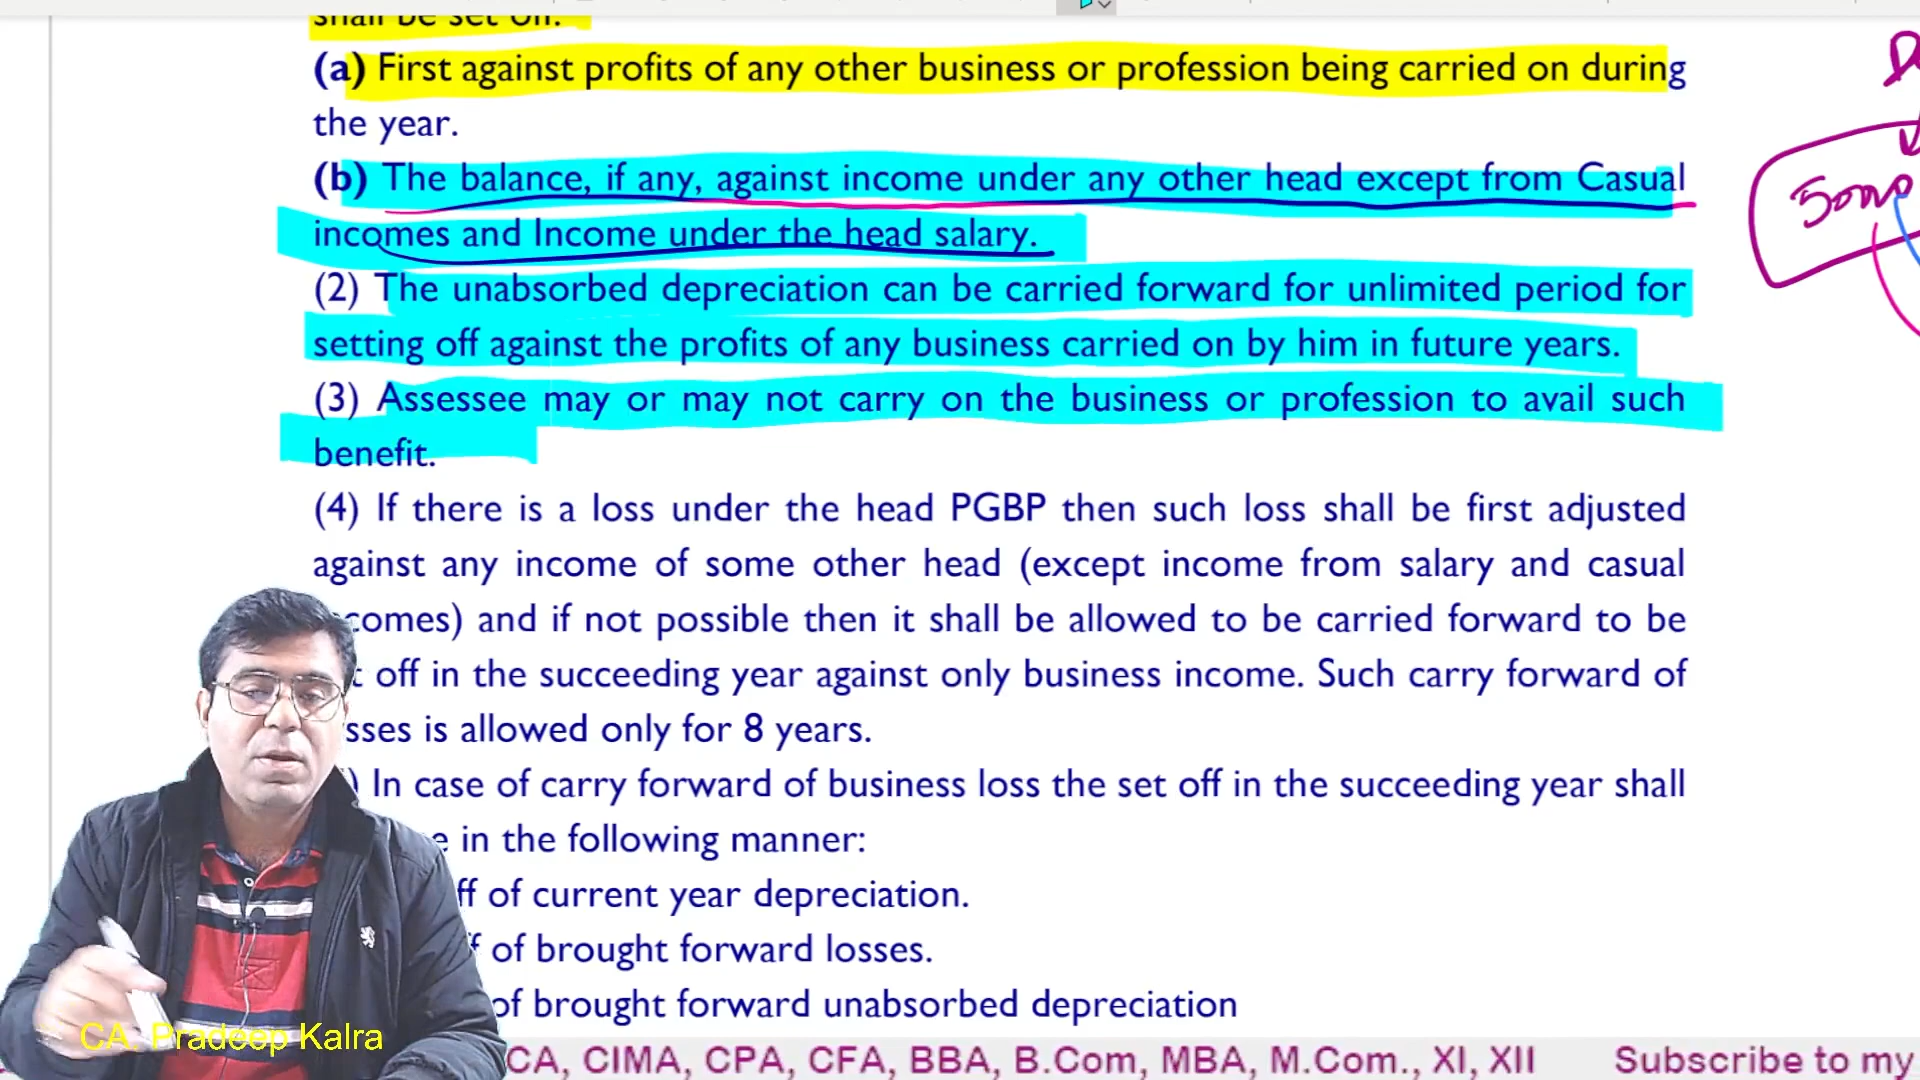 shall be set off.
(a) First against profits of any other business or profession being carried on during
the year.
(b) The balance, if any, against income under any other head except from Casual
incomes and Income under the head salary.
(2) The unabsorbed depreciation can be carried forward for unlimited period for
setting off against the profits of any business carried on by him in future years.
(3) Assessee may or may not carry on the business or profession to avail such
benefit.
(4) If there is a loss under the head PGBP then such loss shall be first adjusted
against any income of some other head (except income from salary and casual
comes) and if not possible then it shall be allowed to be carried forward to be
t off in the succeeding year against only business income. Such carry forward of
sses is allowed only for 8 years.
) In case of carry forward of business loss the set off in the succeeding year shall
e in the following manner:
ff of current year depreciation.
f of brought forward losses.
of brought forward unabsorbed depreciation
CA. Pradeep Kalra
CA, CIMA, CPA, CFA, BBA, B.Com, MBA, M.Com., XI, XII Subscribe to my